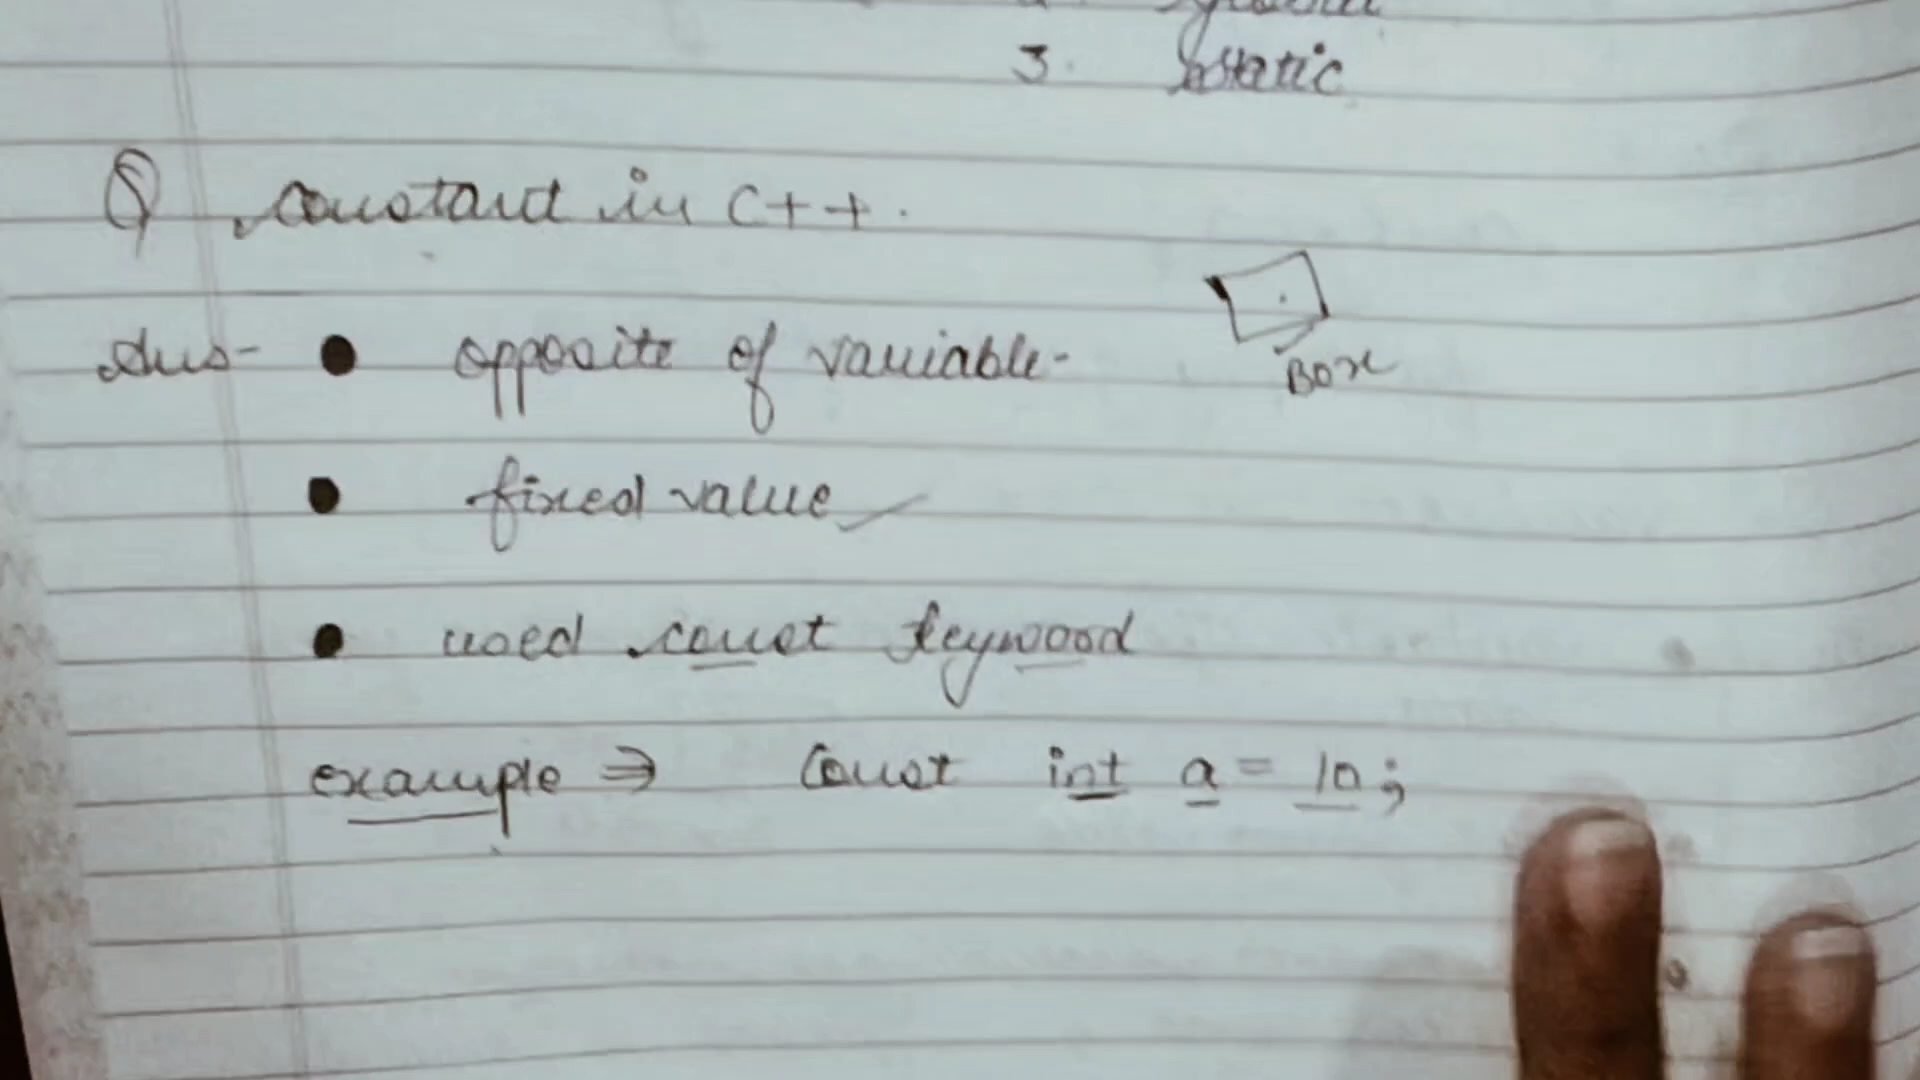 3. Static
Q constant in C++.
Ans- • opposite of variable-
Box
• fixed value
• used const keyword
example ⇒ Const int a = 10;